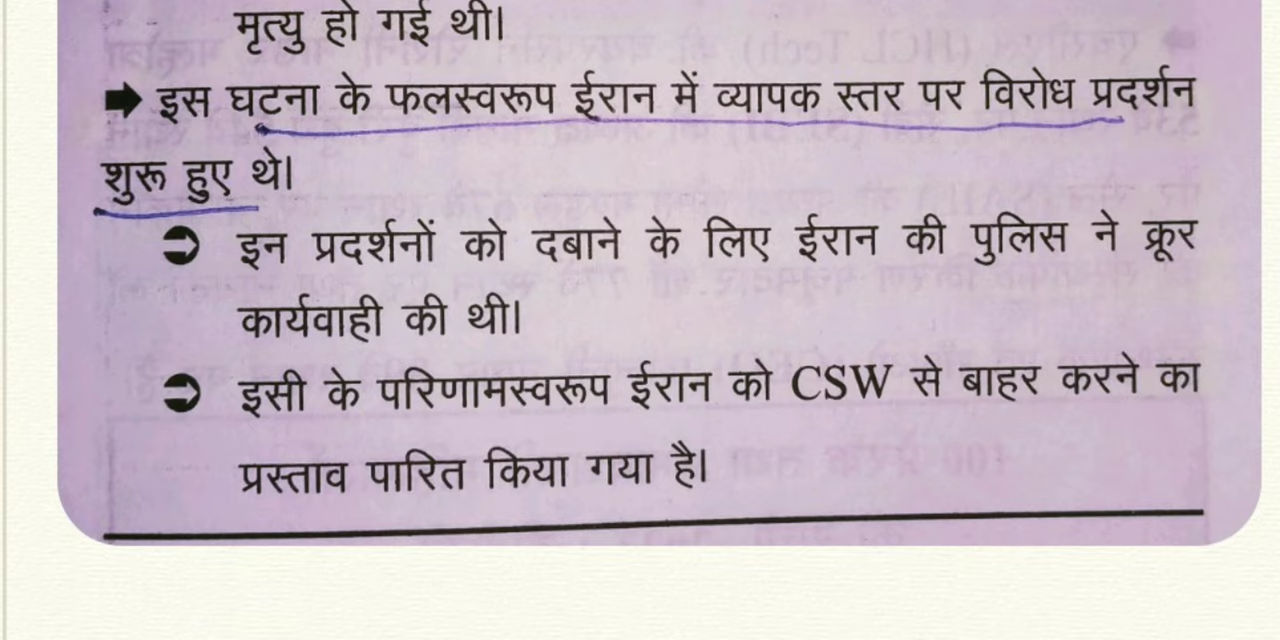 मृत्यु हो गई थी।
➡ इस घटना के फलस्वरूप ईरान में व्यापक स्तर पर विरोध प्रदर्शन
शुरू हुए थे।
➲ इन प्रदर्शनों को दबाने के लिए ईरान की पुलिस ने क्रूर
कार्यवाही की थी।
➲ इसी के परिणामस्वरूप ईरान को CSW से बाहर करने का
प्रस्ताव पारित किया गया है।